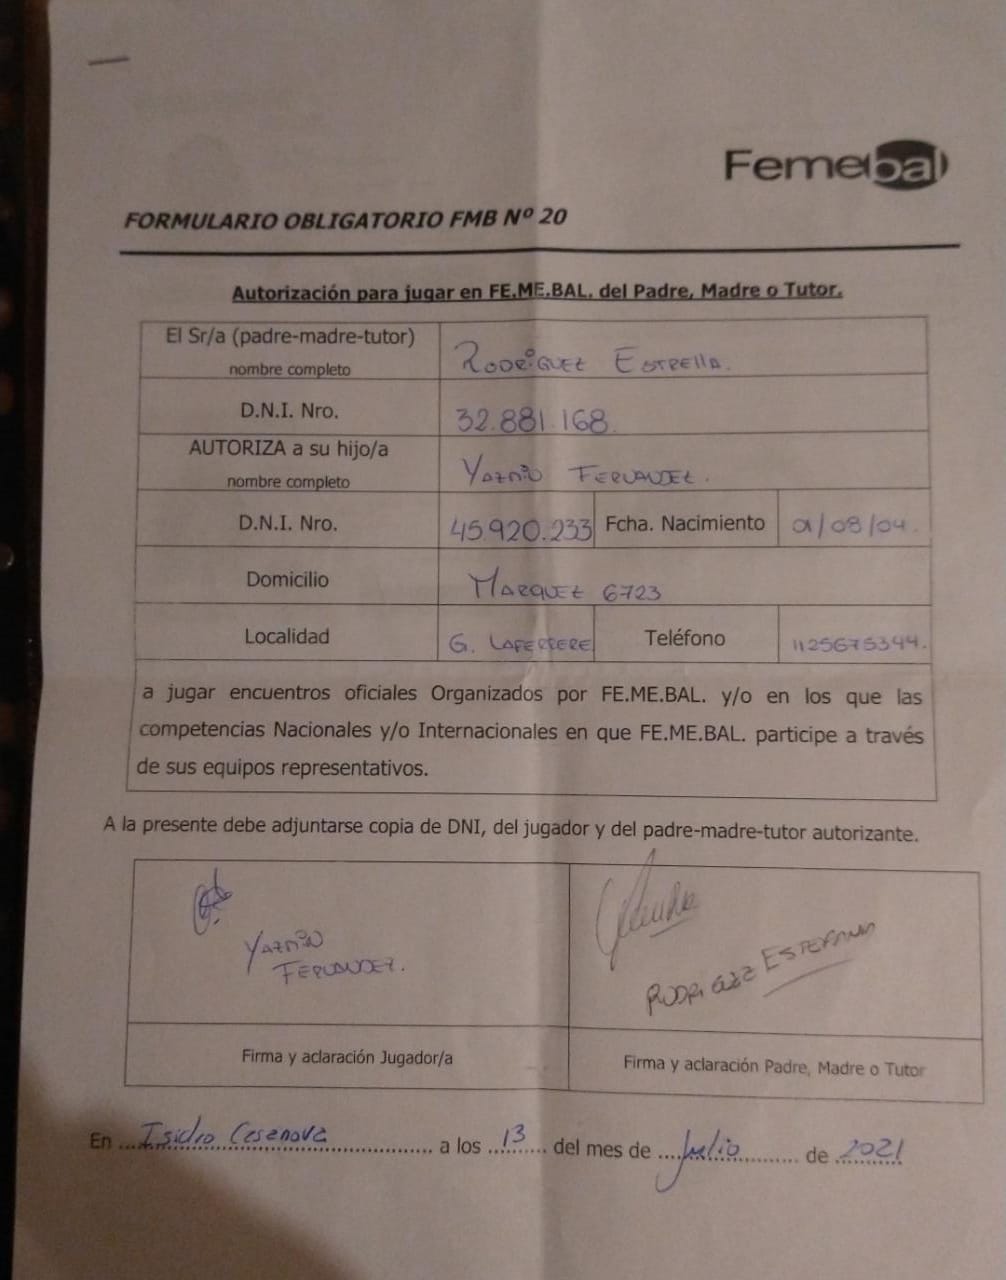 Femebal
FORMULARIO OBLIGATORIO FMB Nº 20
Autorización para jugar en FE.ME.BAL. del Padre, Madre o Tutor.
El Sr/a (padre-madre-tutor)
nombre completo
RODRIGUEZ ESTRELLA.
D.N.I. Nro.
32.881.168.
AUTORIZA a su hijo/a
nombre completo
YAZMIN FERNANDEZ.
D.N.I. Nro.
45.920.233
Fcha. Nacimiento
01/08/04.
Domicilio
MARQUEZ 6723
Localidad
G. LAFERRERE
Teléfono
1125675344.
a jugar encuentros oficiales Organizados por FE.ME.BAL. y/o en los que las
competencias Nacionales y/o Internacionales en que FE.ME.BAL. participe a través
de sus equipos representativos.
A la presente debe adjuntarse copia de DNI, del jugador y del padre-madre-tutor autorizante.
YAZMIN
FERNANDEZ.
RODRIGUEZ
Firma y aclaración Jugador/a
Firma y aclaración Padre, Madre o Tutor
En ... Isidro Casanova ... a los ... 13 ... del mes de ... Julio ... de 2021